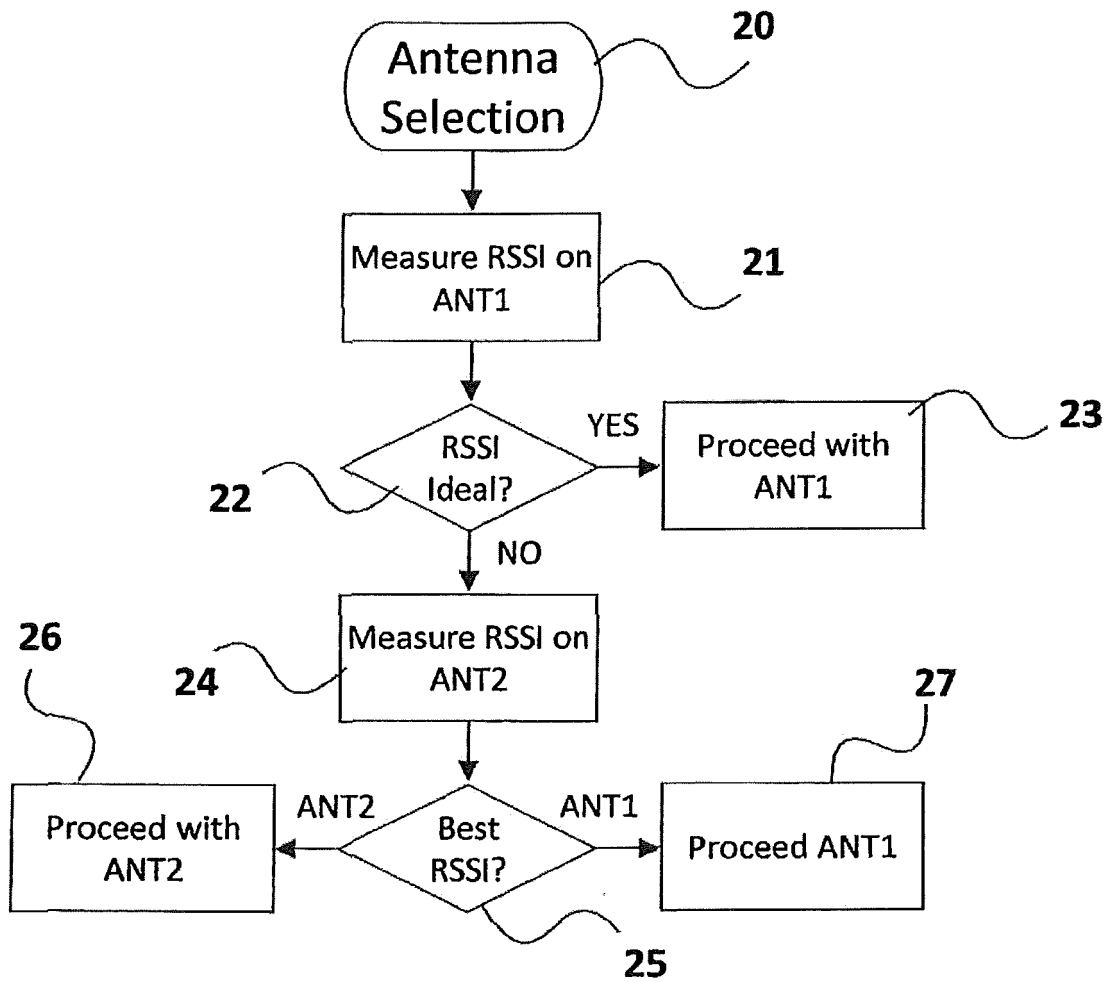 20
Antenna
Selection
Measure RSSI on
ANT1
21
RSSI
Ideal?
22
YES
Proceed with
ANT1
23
NO
Measure RSSI on
ANT2
24
26
27
ANT2
Best
RSSI?
ANT1
Proceed with
ANT2
Proceed ANT1
25